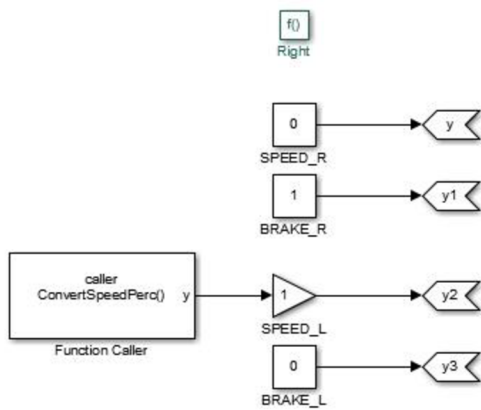 f()
Right
0
y
SPEED_R
1
y1
BRAKE_R
caller
ConvertSpeedPerc()
y
1
y2
SPEED_L
Function Caller
0
y3
BRAKE_L